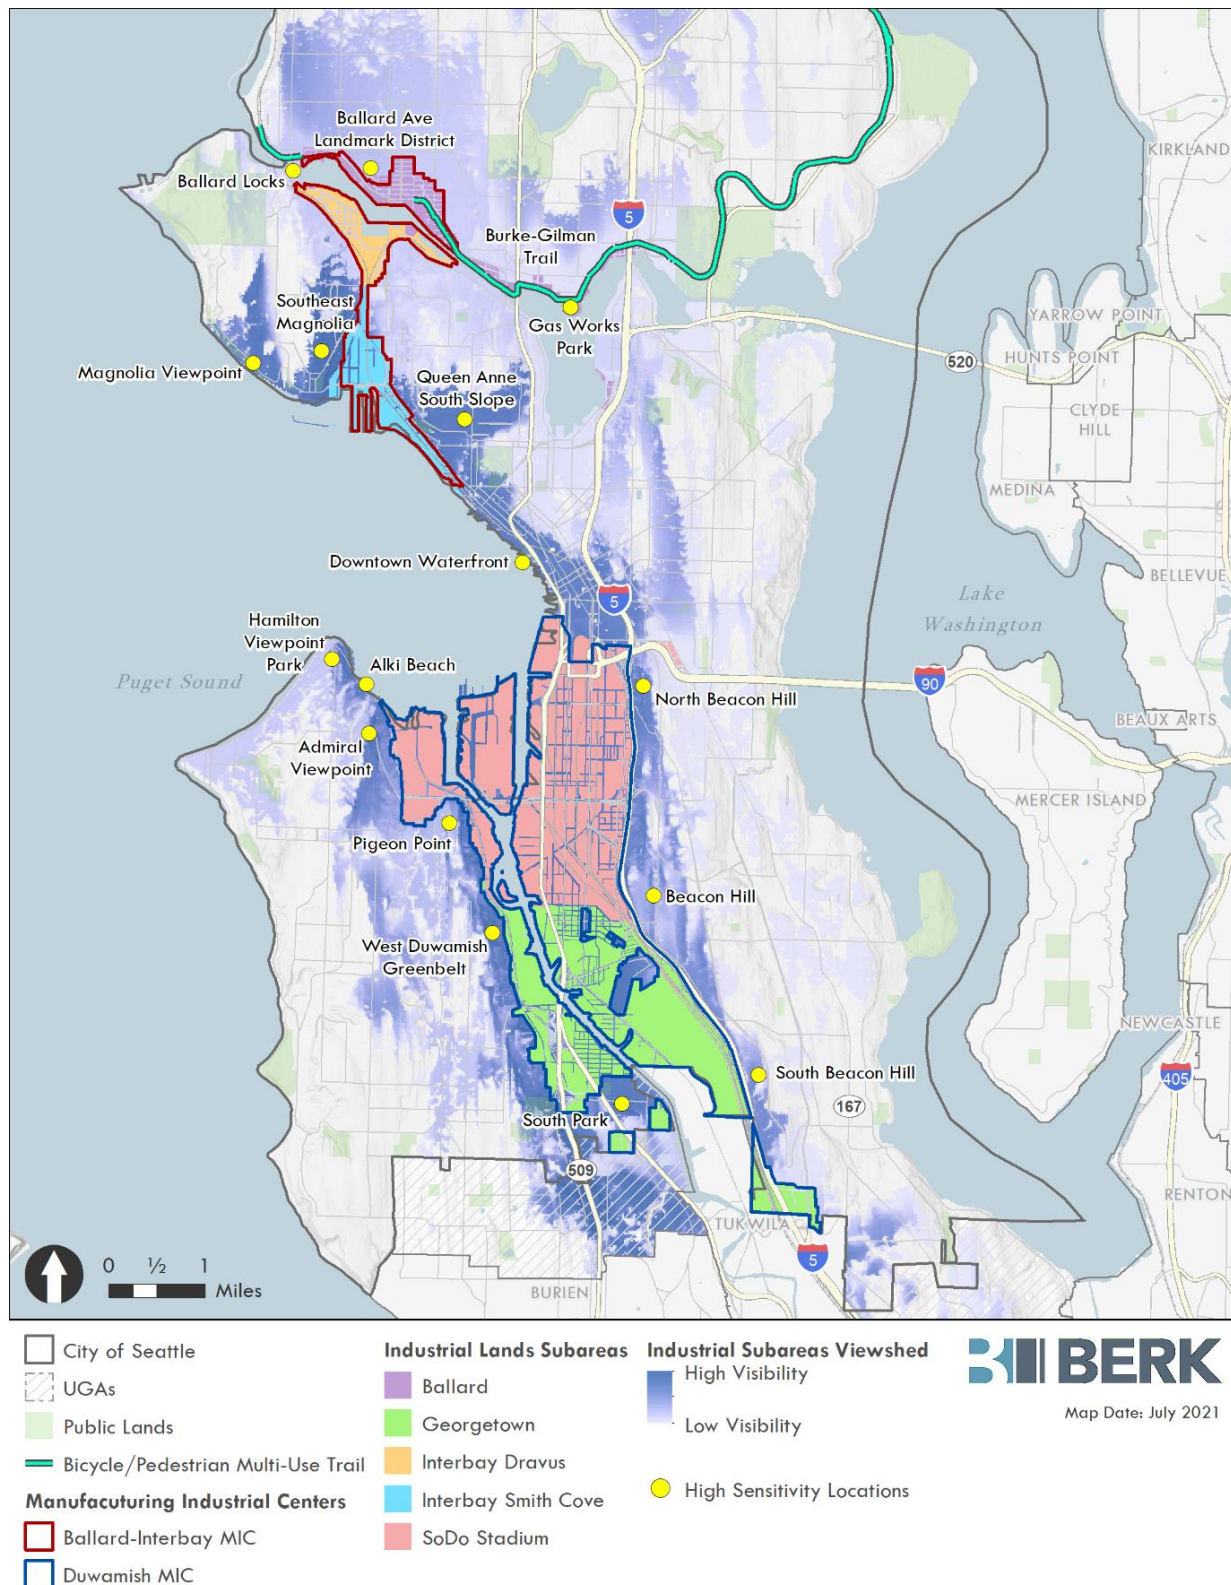 Ballard Ave
Landmark District
KIRKLAND
Ballard Locks
5
Burke-Gilman
Trail
Southeast
Magnolia
Gas Works
Park
YARROW POINT
Magnolia Viewpoint
520
HUNTS POINT
Queen Anne
South Slope
CLYDE
HILL
MEDINA
Downtown Waterfront
BELLEVUE
5
Lake
Washington
Hamilton
Viewpoint
Park
Alki Beach
Puget Sound
90
North Beacon Hill
BEAUX ARTS
Admiral
Viewpoint
MERCER ISLAND
Pigeon Point
Beacon Hill
West Duwamish
Greenbelt
NEWCASTLE
South Beacon Hill
405
167
South Park
509
RENTON
TUKWILA
5
0 ½ 1
Miles
BURIEN
City of Seattle
UGAs
Public Lands
Bicycle/Pedestrian Multi-Use Trail
Manufacuturing Industrial Centers
Ballard-Interbay MIC
Duwamish MIC
Industrial Lands Subareas
Ballard
Georgetown
Interbay Dravus
Interbay Smith Cove
SoDo Stadium
Industrial Subareas Viewshed
High Visibility
Low Visibility
High Sensitivity Locations
BERK
Map Date: July 2021